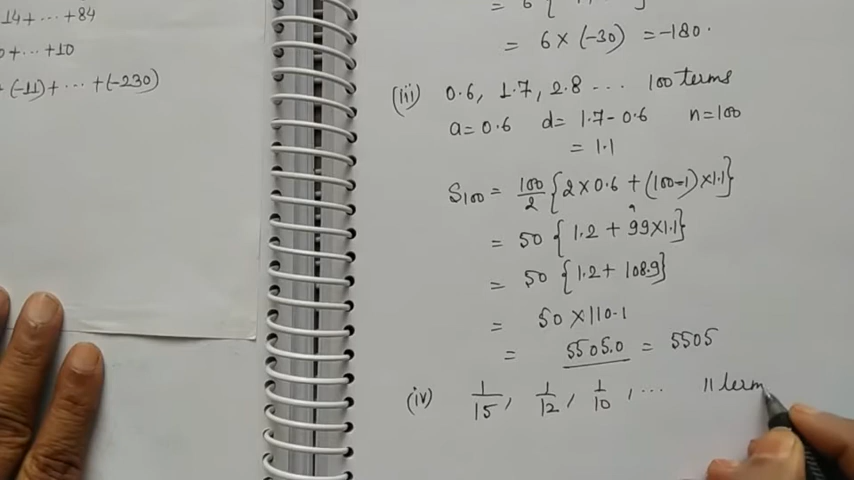 14+ ... +84
0+ ... +10
(-11)+ ... +(-230)
= 6 {
= 6 × (-30) = -180.
(iii) 0.6, 1.7, 2.8 ... 100 terms
a = 0.6 d = 1.7 - 0.6 n = 100
= 1.1
S₁₀₀ = 100/2 {2 × 0.6 + (100-1) × 1.1}
= 50 {1.2 + 99 × 1.1}
= 50 {1.2 + 108.9}
= 50 × 110.1
= 5505.0 = 5505
(iv) 1/15, 1/12, 1/10, ... 11 term